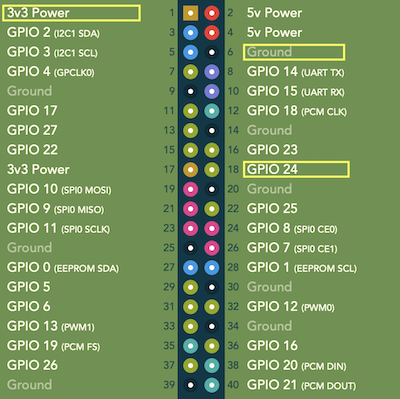 3v3 Power 1 2 5v Power
GPIO 2 (I2C1 SDA) 3 4 5v Power
GPIO 3 (I2C1 SCL) 5 6 Ground
GPIO 4 (GPCLK0) 7 8 GPIO 14 (UART TX)
Ground 9 10 GPIO 15 (UART RX)
GPIO 17 11 12 GPIO 18 (PCM CLK)
GPIO 27 13 14 Ground
GPIO 22 15 16 GPIO 23
3v3 Power 17 18 GPIO 24
GPIO 10 (SPI0 MOSI) 19 20 Ground
GPIO 9 (SPI0 MISO) 21 22 GPIO 25
GPIO 11 (SPI0 SCLK) 23 24 GPIO 8 (SPI0 CE0)
Ground 25 26 GPIO 7 (SPI0 CE1)
GPIO 0 (EEPROM SDA) 27 28 GPIO 1 (EEPROM SCL)
GPIO 5 29 30 Ground
GPIO 6 31 32 GPIO 12 (PWM0)
GPIO 13 (PWM1) 33 34 Ground
GPIO 19 (PCM FS) 35 36 GPIO 16
GPIO 26 37 38 GPIO 20 (PCM DIN)
Ground 39 40 GPIO 21 (PCM DOUT)